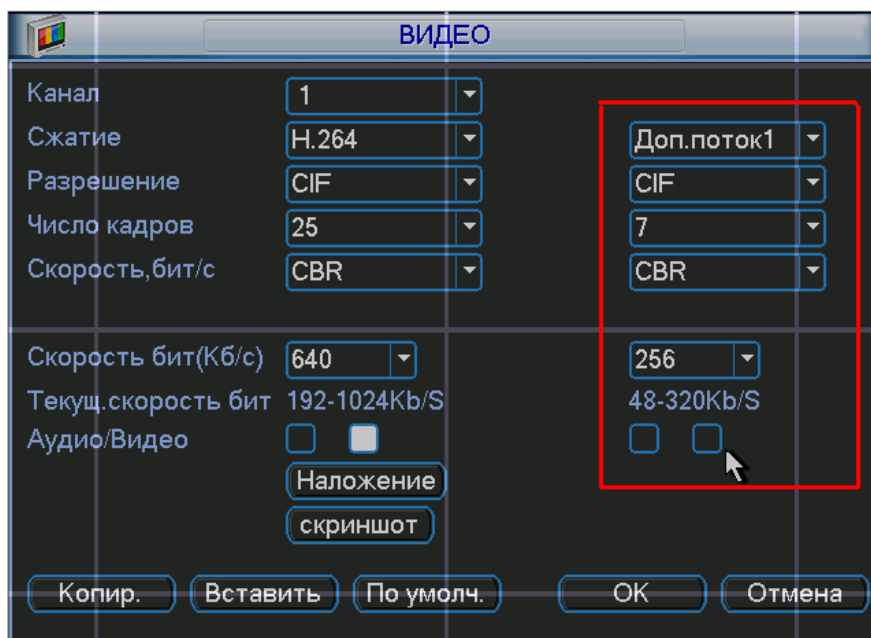 ВИДЕО
Канал 1
Сжатие H.264 Доп.поток1
Разрешение CIF CIF
Число кадров 25 7
Скорость,бит/с CBR CBR
Скорость бит(Кб/с) 640 256
Текущ.скорость бит 192-1024Kb/S 48-320Kb/S
Аудио/Видео
Наложение
скриншот
Копир. Вставить По умолч. OK Отмена